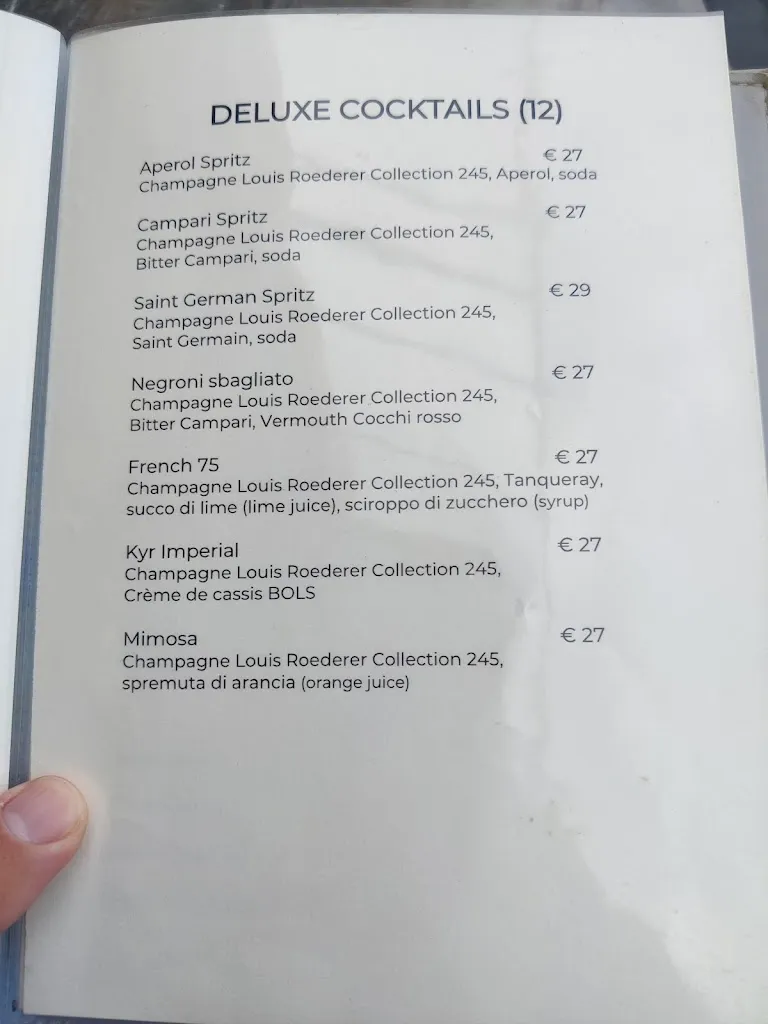 DELUXE COCKTAILS (12)
Aperol Spritz € 27
Champagne Louis Roederer Collection 245, Aperol, soda
Campari Spritz € 27
Champagne Louis Roederer Collection 245,
Bitter Campari, soda
Saint German Spritz € 29
Champagne Louis Roederer Collection 245,
Saint Germain, soda
Negroni sbagliato € 27
Champagne Louis Roederer Collection 245,
Bitter Campari, Vermouth Cocchi rosso
French 75 € 27
Champagne Louis Roederer Collection 245, Tanqueray,
succo di lime (lime juice), sciroppo di zucchero (syrup)
Kyr Imperial € 27
Champagne Louis Roederer Collection 245,
Crème de cassis BOLS
Mimosa € 27
Champagne Louis Roederer Collection 245,
spremuta di arancia (orange juice)